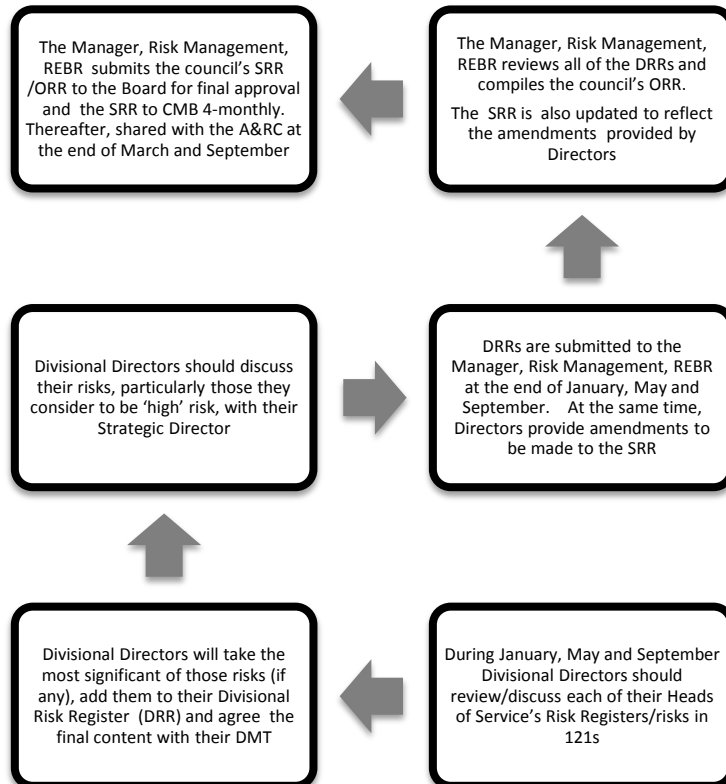 The Manager, Risk Management,
REBR submits the council's SRR
/ORR to the Board for final approval
and the SRR to CMB 4-monthly.
Thereafter, shared with the A&RC at
the end of March and September
The Manager, Risk Management,
REBR reviews all of the DRRs and
compiles the council's ORR.
The SRR is also updated to reflect
the amendments provided by
Directors
Divisional Directors should discuss
their risks, particularly those they
consider to be 'high' risk, with their
Strategic Director
DRRs are submitted to the
Manager, Risk Management, REBR
at the end of January, May and
September. At the same time,
Directors provide amendments to
be made to the SRR
Divisional Directors will take the
most significant of those risks (if
any), add them to their Divisional
Risk Register (DRR) and agree the
final content with their DMT
During January, May and September
Divisional Directors should
review/discuss each of their Heads
of Service's Risk Registers/risks in
121s